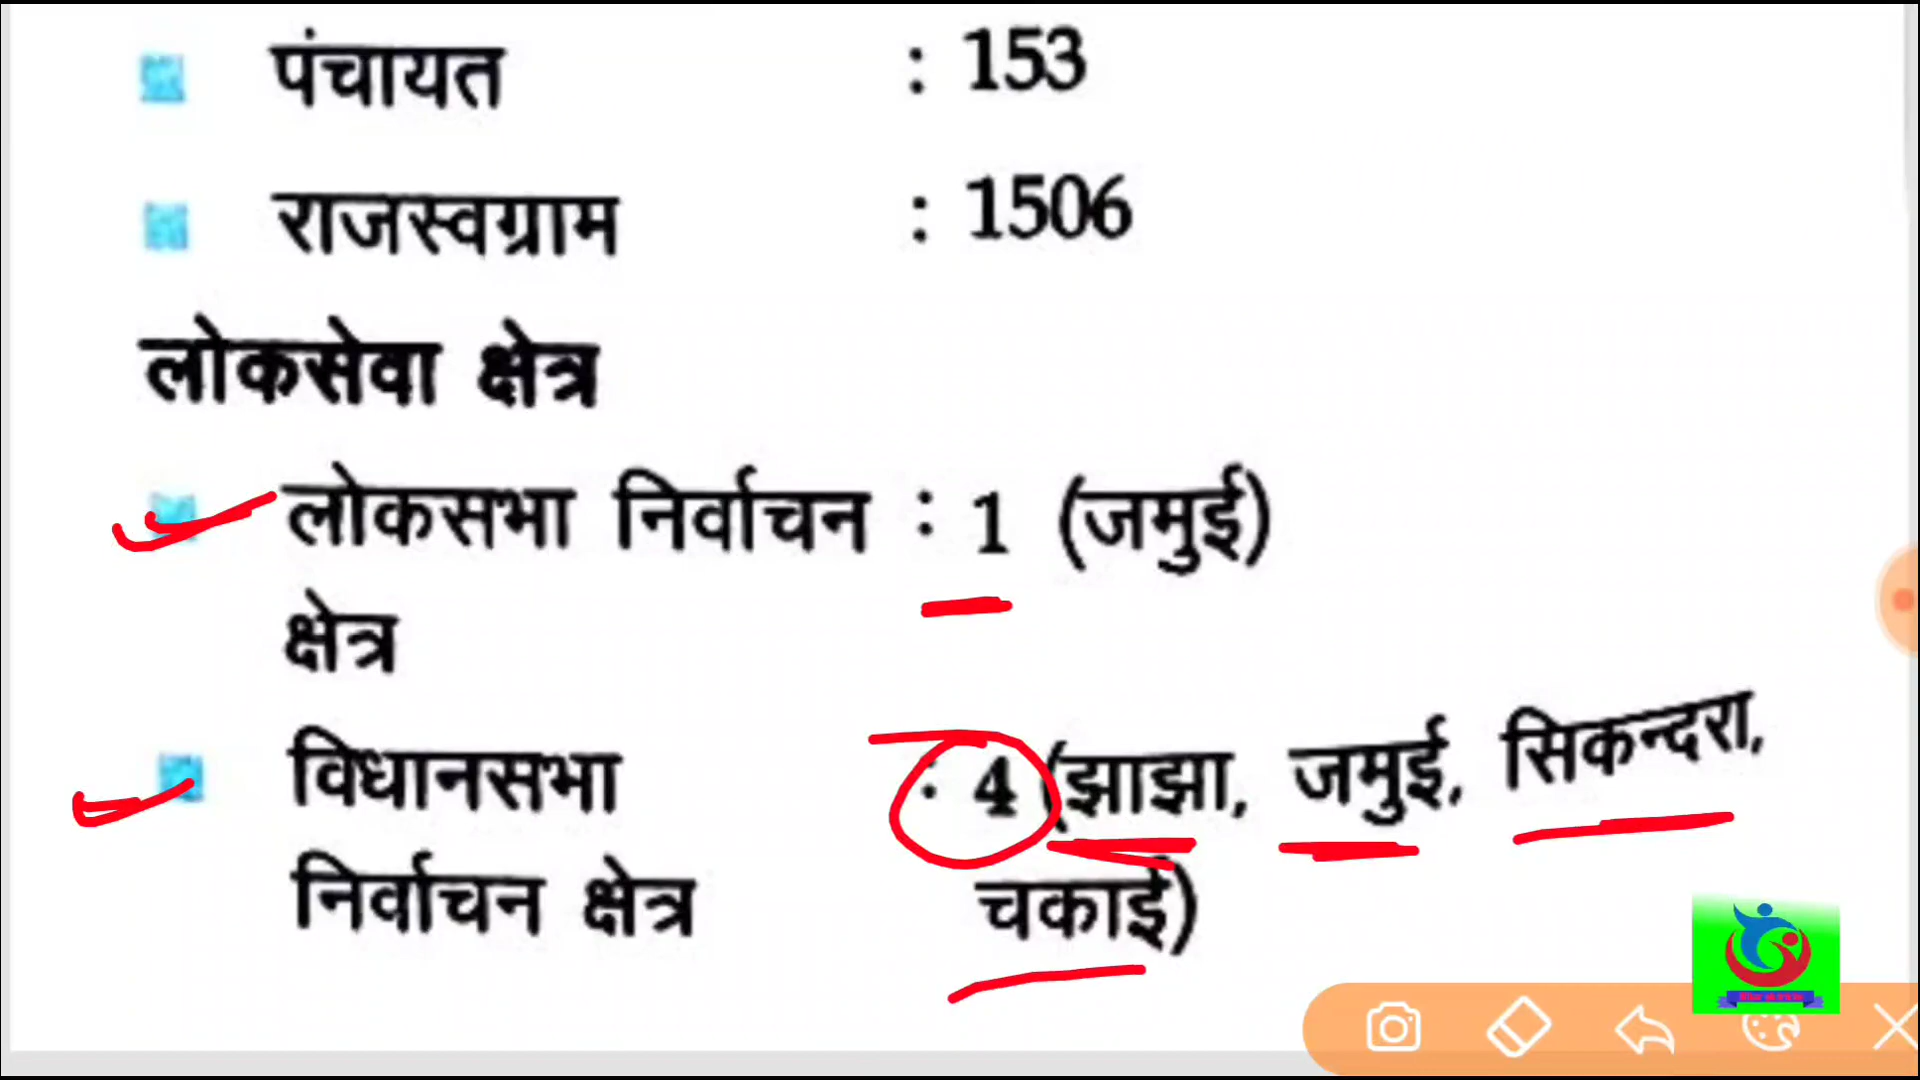 पंचायत : 153
राजस्वग्राम : 1506
लोकसेवा क्षेत्र
लोकसभा निर्वाचन : 1 (जमुई)
क्षेत्र
विधानसभा : 4 (झाझा, जमुई, सिकन्दरा,
निर्वाचन क्षेत्र चकाई)